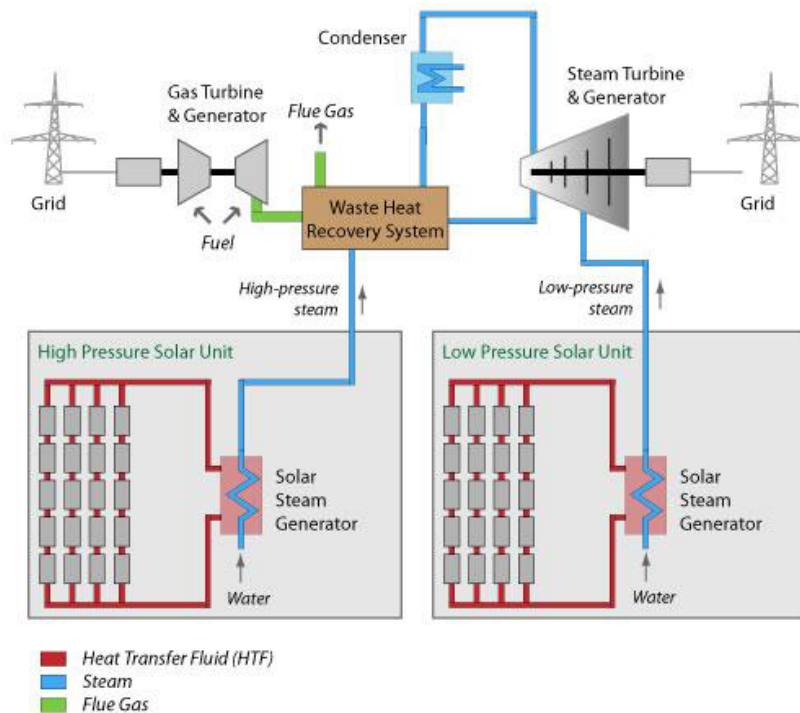 Condenser
Gas Turbine
& Generator
Steam Turbine
& Generator
Flue Gas
Grid
Fuel
Waste Heat
Recovery System
Grid
High-pressure
steam
Low-pressure
steam
High Pressure Solar Unit
Solar
Steam
Generator
Water
Low Pressure Solar Unit
Solar
Steam
Generator
Water
Heat Transfer Fluid (HTF)
Steam
Flue Gas